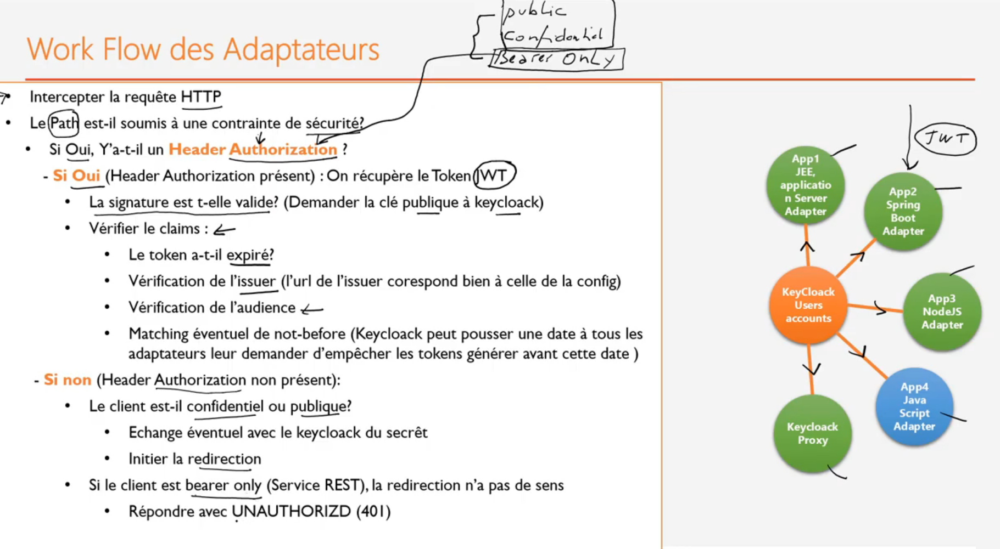 public
Confidential
Bearer Only
Work Flow des Adaptateurs
• Intercepter la requête HTTP
• Le Path est-il soumis à une contrainte de sécurité?
• Si Oui, Y'a-t-il un Header Authorization ?
- Si Oui (Header Authorization présent) : On récupère le Token JWT
• La signature est t-elle valide? (Demander la clé publique à keycloack)
• Vérifier le claims :
• Le token a-t-il expiré?
• Vérification de l'issuer (l'url de l'issuer corespond bien à celle de la config)
• Vérification de l'audience
• Matching éventuel de not-before (Keycloack peut pousser une date à tous les
adaptateurs leur demander d'empêcher les tokens générer avant cette date )
- Si non (Header Authorization non présent):
• Le client est-il confidentiel ou publique?
• Echange éventuel avec le keycloack du secrêt
• Initier la redirection
• Si le client est bearer only (Service REST), la redirection n'a pas de sens
• Répondre avec UNAUTHORIZD (401)
JWT
App1
JEE,
applicatio
n Server
Adapter
App2
Spring
Boot
Adapter
KeyCloack
Users
accounts
App3
NodeJS
Adapter
App4
Java
Script
Adapter
Keycloack
Proxy